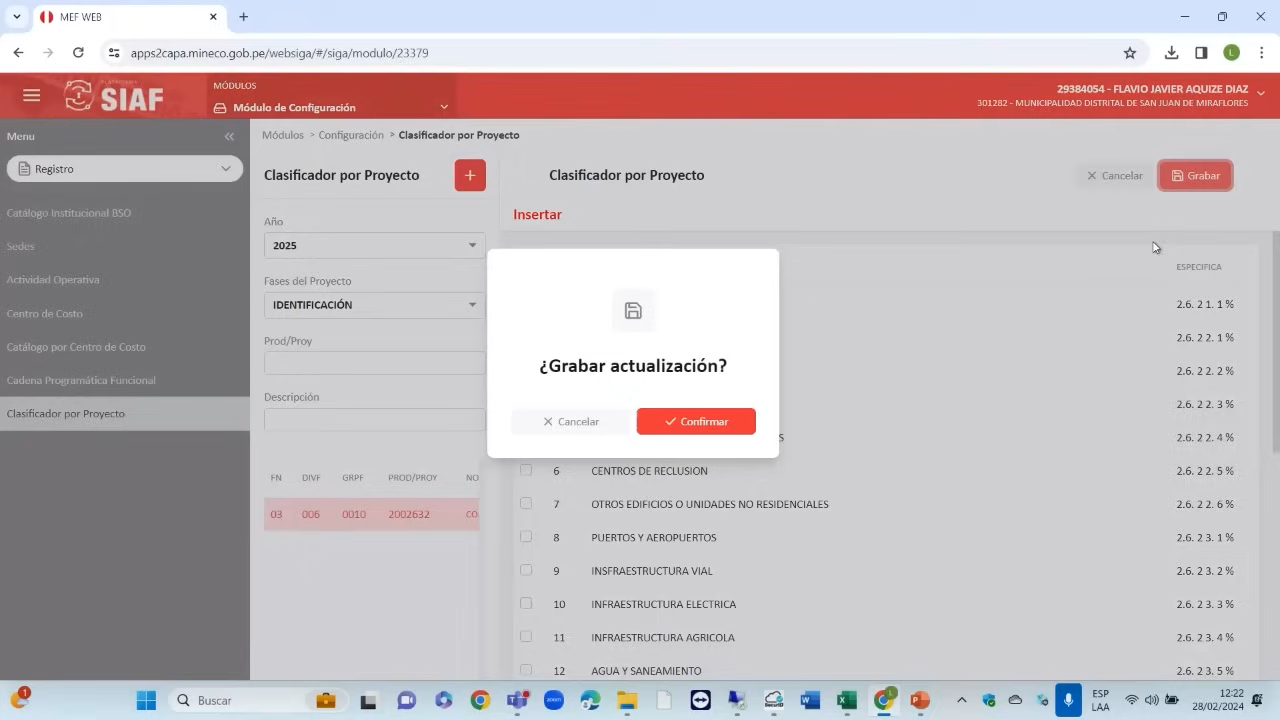 MEF WEB
apps2capa.mineco.gob.pe/websiga/#/siga/modulo/23379
L
SIAF
MÓDULOS
Módulo de Configuración
29384054 - FLAVIO JAVIER AQUIZE DIAZ
301282 - MUNICIPALIDAD DISTRITAL DE SAN JUAN DE MIRAFLORES
Menu
Registro
Catálogo Institucional BSO
Sedes
Actividad Operativa
Centro de Costo
Catálogo por Centro de Costo
Cadena Programática Funcional
Clasificador por Proyecto
Módulos > Configuración > Clasificador por Proyecto
Clasificador por Proyecto
Año
2025
Fases del Proyecto
IDENTIFICACIÓN
Prod/Proy
Descripción
FN DIVF GRPF PROD/PROY NO
03 006 0010 2002632 CO
Clasificador por Proyecto
Cancelar
Grabar
Insertar
ESPECIFICA
2.6. 2 1. 1 %
2.6. 2 2. 1 %
2.6. 2 2. 2 %
2.6. 2 2. 3 %
S 2.6. 2 2. 4 %
6 CENTROS DE RECLUSION 2.6. 2 2. 5 %
7 OTROS EDIFICIOS O UNIDADES NO RESIDENCIALES 2.6. 2 2. 6 %
8 PUERTOS Y AEROPUERTOS 2.6. 2 3. 1 %
9 INSFRAESTRUCTURA VIAL 2.6. 2 3. 2 %
10 INFRAESTRUCTURA ELECTRICA 2.6. 2 3. 3 %
11 INFRAESTRUCTURA AGRICOLA 2.6. 2 3. 4 %
12 AGUA Y SANEAMIENTO 2.6. 2 3. 5 %
¿Grabar actualización?
Cancelar
Confirmar
1
Buscar
ESP
LAA
12:22
28/02/2024